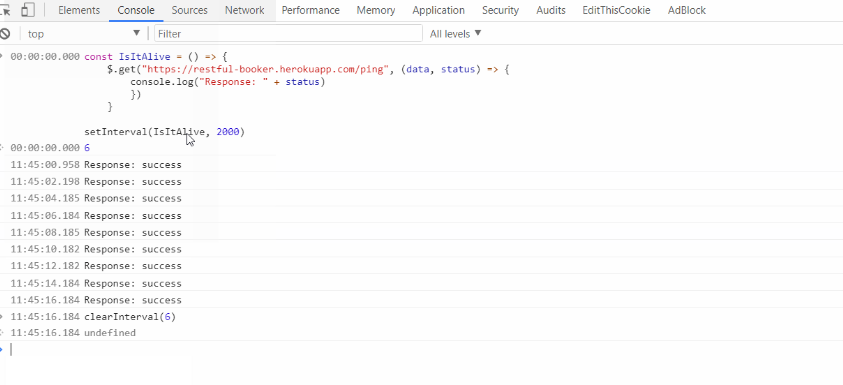 Elements Console Sources Network Performance Memory Application Security Audits EditThisCookie AdBlock
top Filter All levels
00:00:00.000 const IsItAlive = () => {
$.get("https://restful-booker.herokuapp.com/ping", (data, status) => {
console.log("Response: " + status)
})
}
setInterval(IsItAlive, 2000)
00:00:00.000 6
11:45:00.958 Response: success
11:45:02.198 Response: success
11:45:04.185 Response: success
11:45:06.184 Response: success
11:45:08.185 Response: success
11:45:10.182 Response: success
11:45:12.182 Response: success
11:45:14.184 Response: success
11:45:16.184 Response: success
11:45:16.184 clearInterval(6)
11:45:16.184 undefined